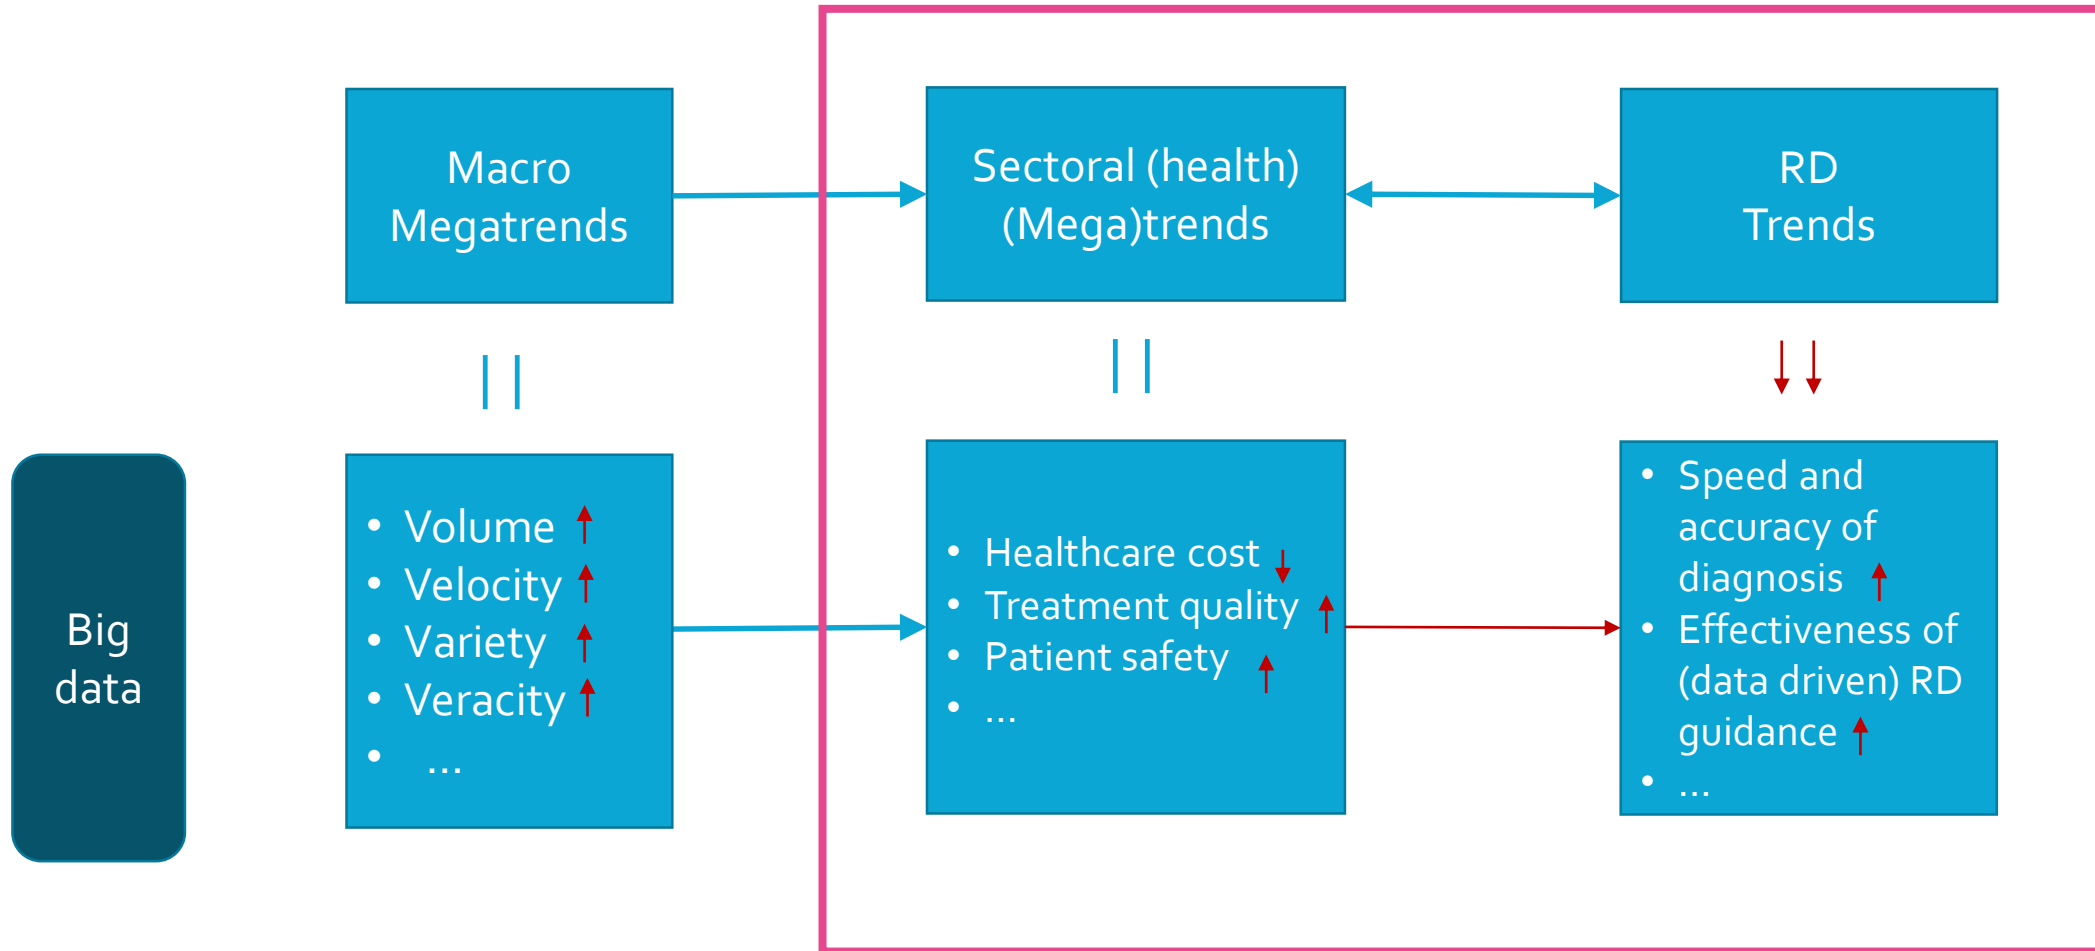 Macro
Megatrends
Sectoral (health)
(Mega)trends
RD
Trends
Big
data
• Volume
• Velocity
• Variety
• Veracity
• ...
• Healthcare cost
• Treatment quality
• Patient safety
• ...
• Speed and
accuracy of
diagnosis
• Effectiveness of
(data driven) RD
guidance
• ...